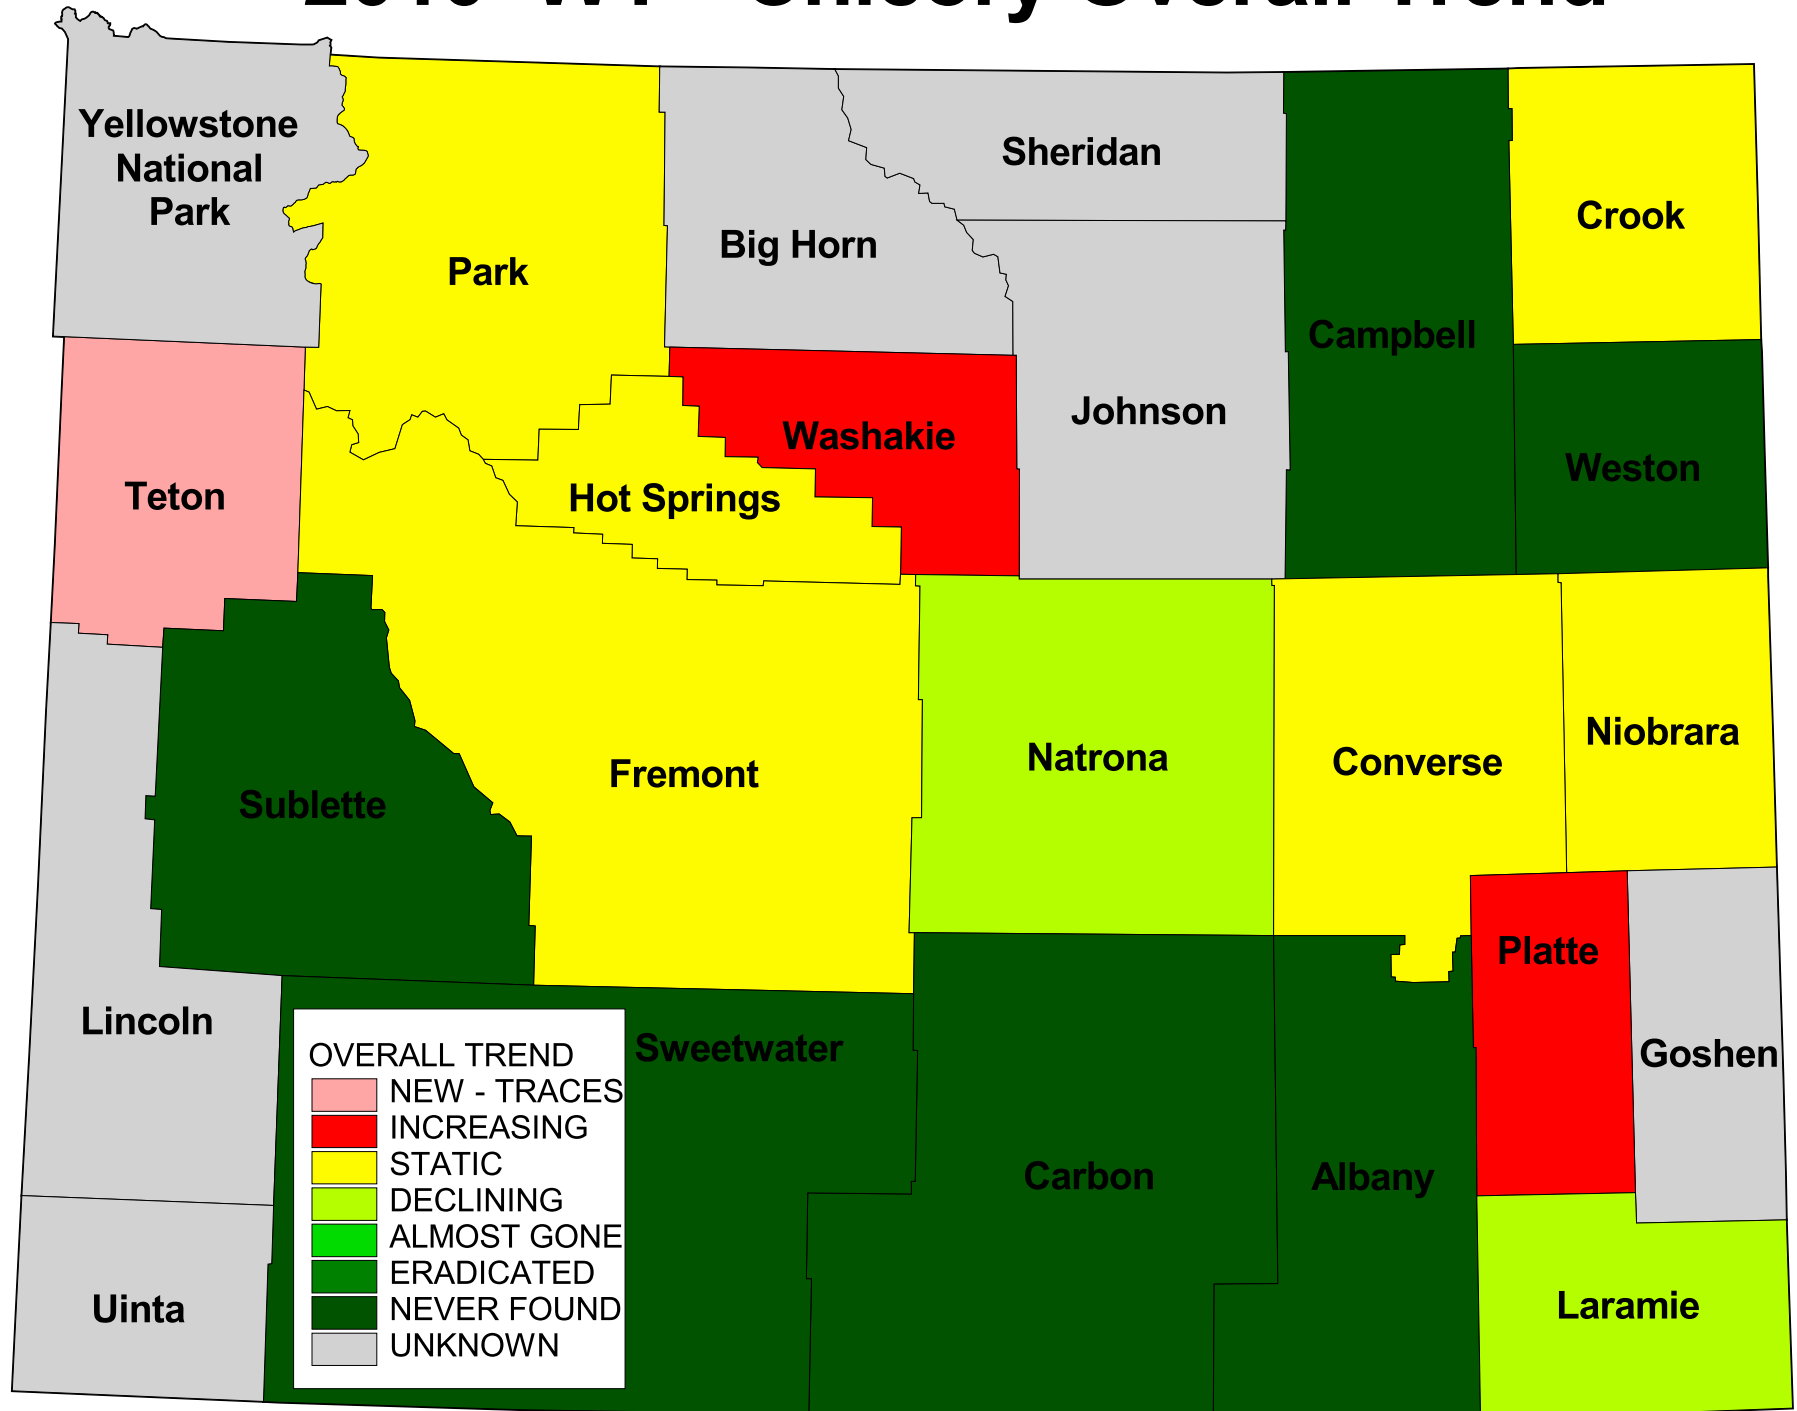 Yellowstone
National
Park
Park
Big Horn
Sheridan
Campbell
Crook
Teton
Hot Springs
Washakie
Johnson
Weston
Sublette
Fremont
Natrona
Converse
Niobrara
Lincoln
Sweetwater
Carbon
Albany
Platte
Goshen
Uinta
Laramie
OVERALL TREND
NEW - TRACES
INCREASING
STATIC
DECLINING
ALMOST GONE
ERADICATED
NEVER FOUND
UNKNOWN